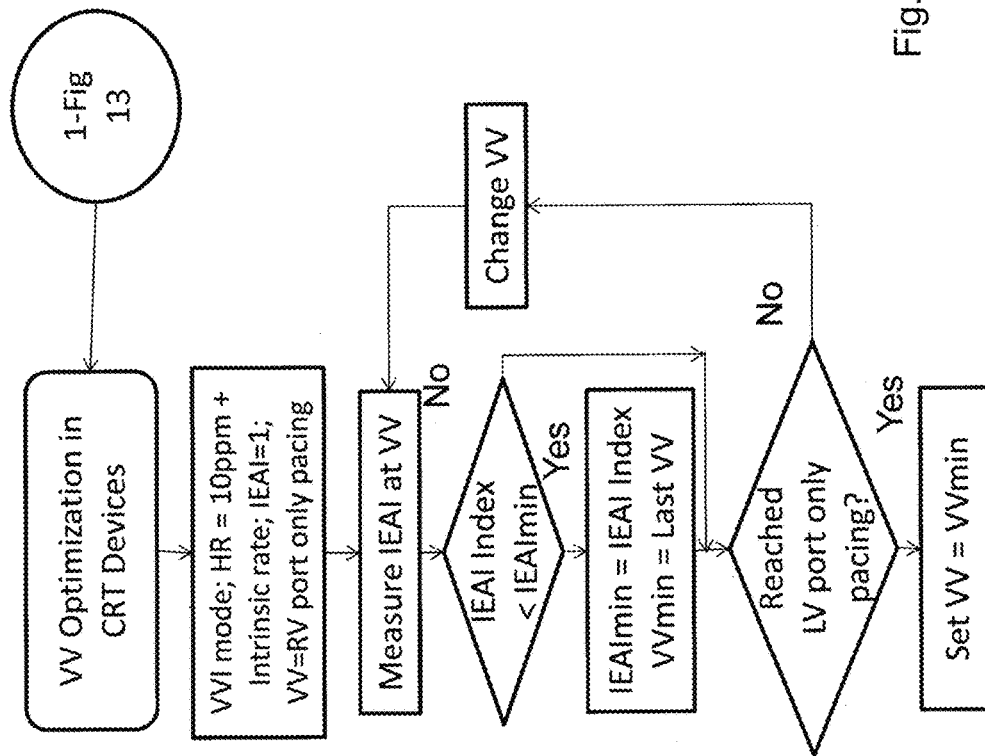 1-Fig
13
VV Optimization in
CRT Devices
VVI mode; HR = 10ppm +
Intrinsic rate; IEAI=1;
VV=RV port only pacing
Measure IEAI at VV
No
IEAI Index
< IEAImin
Yes
IEAImin = IEAI Index
VVmin = Last VV
Change VV
Reached
LV port only
pacing?
No
Yes
Set VV = VVmin
Fig.